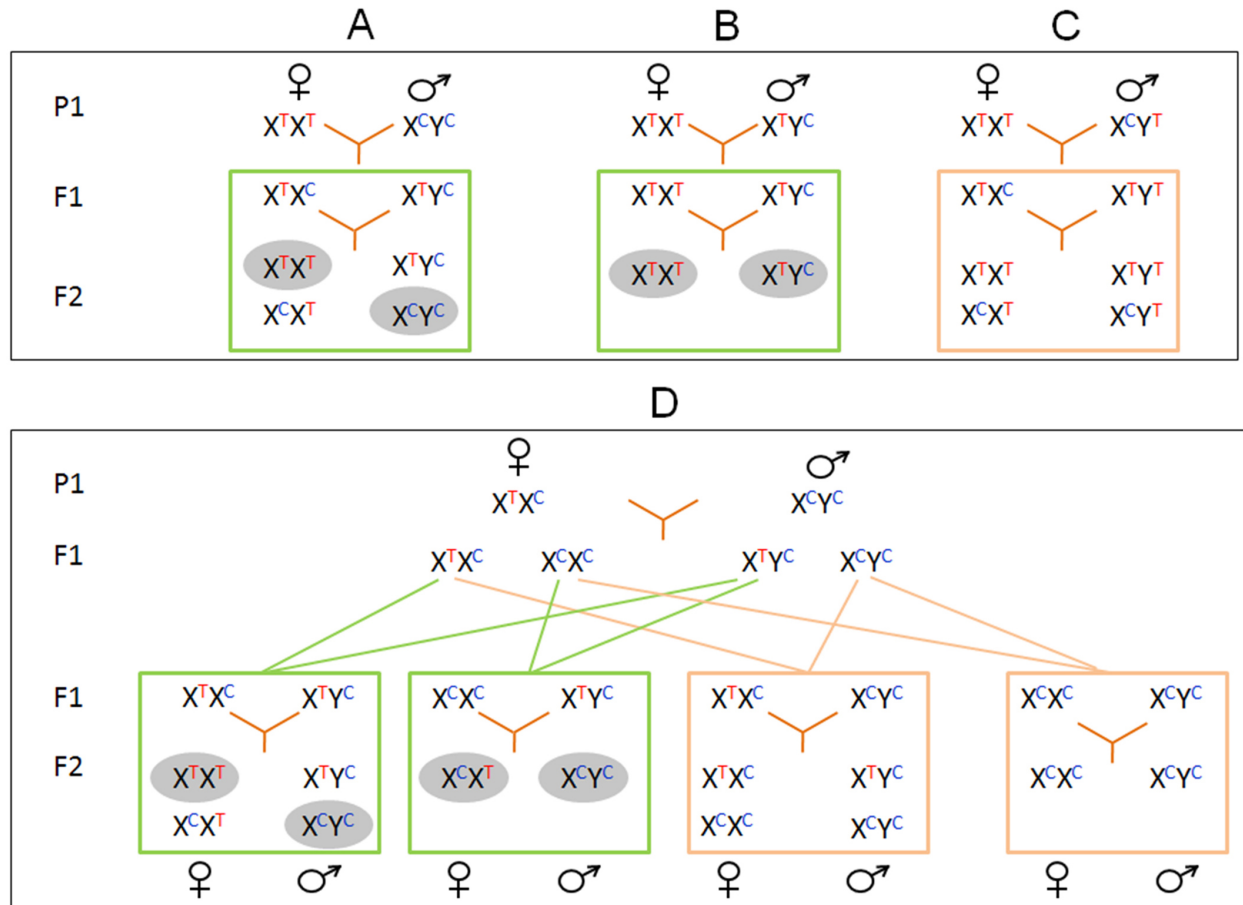 A B C
♀ ♂ ♀ ♂ ♀ ♂
P1 XᵀXᵀ XᶜYᶜ XᵀXᵀ XᵀYᶜ XᵀXᵀ XᶜYᵀ
F1 XᵀXᶜ XᵀYᶜ XᵀXᵀ XᵀYᶜ XᵀXᶜ XᵀYᵀ
XᵀXᵀ XᵀYᶜ XᵀXᵀ XᵀYᶜ XᵀXᵀ XᵀYᵀ
F2 XᶜXᵀ XᶜYᶜ XᶜXᵀ XᶜYᵀ
D
♀ ♂
P1 XᵀXᶜ XᶜYᶜ
F1 XᵀXᶜ XᶜXᶜ XᵀYᶜ XᶜYᶜ
F1 XᵀXᶜ XᵀYᶜ XᶜXᶜ XᵀYᶜ XᵀXᶜ XᶜYᶜ XᶜXᶜ XᶜYᶜ
F2 XᵀXᵀ XᵀYᶜ XᶜXᵀ XᶜYᶜ XᵀXᶜ XᵀYᶜ XᶜXᶜ XᶜYᶜ
XᶜXᵀ XᶜYᶜ XᶜXᶜ XᶜYᶜ
♀ ♂ ♀ ♂ ♀ ♂ ♀ ♂